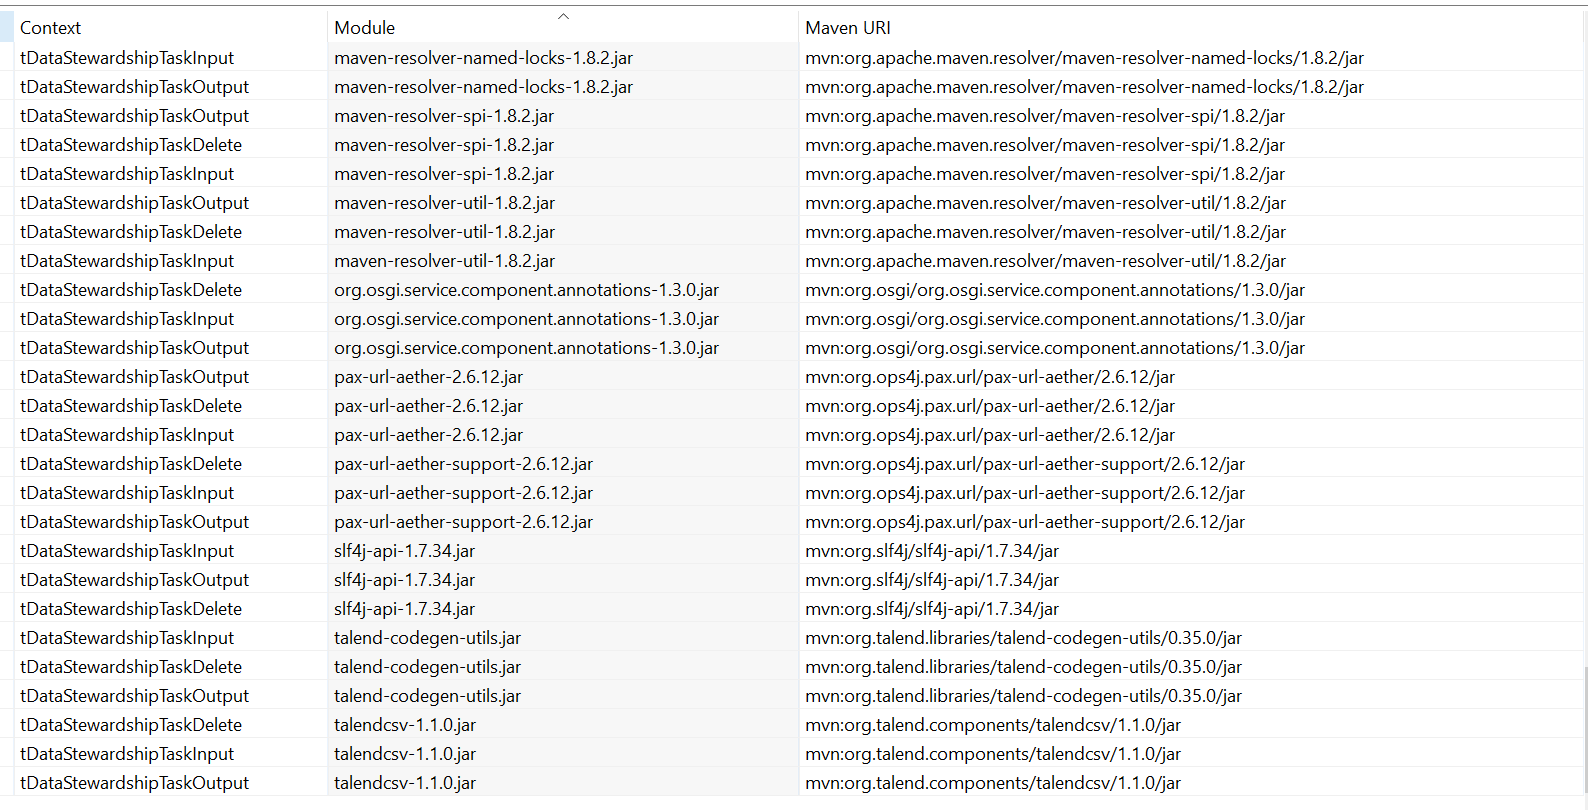 Context Module Maven URI
tDataStewardshipTaskInput maven-resolver-named-locks-1.8.2.jar mvn:org.apache.maven.resolver/maven-resolver-named-locks/1.8.2/jar
tDataStewardshipTaskOutput maven-resolver-named-locks-1.8.2.jar mvn:org.apache.maven.resolver/maven-resolver-named-locks/1.8.2/jar
tDataStewardshipTaskOutput maven-resolver-spi-1.8.2.jar mvn:org.apache.maven.resolver/maven-resolver-spi/1.8.2/jar
tDataStewardshipTaskDelete maven-resolver-spi-1.8.2.jar mvn:org.apache.maven.resolver/maven-resolver-spi/1.8.2/jar
tDataStewardshipTaskInput maven-resolver-spi-1.8.2.jar mvn:org.apache.maven.resolver/maven-resolver-spi/1.8.2/jar
tDataStewardshipTaskOutput maven-resolver-util-1.8.2.jar mvn:org.apache.maven.resolver/maven-resolver-util/1.8.2/jar
tDataStewardshipTaskDelete maven-resolver-util-1.8.2.jar mvn:org.apache.maven.resolver/maven-resolver-util/1.8.2/jar
tDataStewardshipTaskInput maven-resolver-util-1.8.2.jar mvn:org.apache.maven.resolver/maven-resolver-util/1.8.2/jar
tDataStewardshipTaskDelete org.osgi.service.component.annotations-1.3.0.jar mvn:org.osgi/org.osgi.service.component.annotations/1.3.0/jar
tDataStewardshipTaskInput org.osgi.service.component.annotations-1.3.0.jar mvn:org.osgi/org.osgi.service.component.annotations/1.3.0/jar
tDataStewardshipTaskOutput org.osgi.service.component.annotations-1.3.0.jar mvn:org.osgi/org.osgi.service.component.annotations/1.3.0/jar
tDataStewardshipTaskOutput pax-url-aether-2.6.12.jar mvn:org.ops4j.pax.url/pax-url-aether/2.6.12/jar
tDataStewardshipTaskDelete pax-url-aether-2.6.12.jar mvn:org.ops4j.pax.url/pax-url-aether/2.6.12/jar
tDataStewardshipTaskInput pax-url-aether-2.6.12.jar mvn:org.ops4j.pax.url/pax-url-aether/2.6.12/jar
tDataStewardshipTaskDelete pax-url-aether-support-2.6.12.jar mvn:org.ops4j.pax.url/pax-url-aether-support/2.6.12/jar
tDataStewardshipTaskInput pax-url-aether-support-2.6.12.jar mvn:org.ops4j.pax.url/pax-url-aether-support/2.6.12/jar
tDataStewardshipTaskOutput pax-url-aether-support-2.6.12.jar mvn:org.ops4j.pax.url/pax-url-aether-support/2.6.12/jar
tDataStewardshipTaskInput slf4j-api-1.7.34.jar mvn:org.slf4j/slf4j-api/1.7.34/jar
tDataStewardshipTaskOutput slf4j-api-1.7.34.jar mvn:org.slf4j/slf4j-api/1.7.34/jar
tDataStewardshipTaskDelete slf4j-api-1.7.34.jar mvn:org.slf4j/slf4j-api/1.7.34/jar
tDataStewardshipTaskInput talend-codegen-utils.jar mvn:org.talend.libraries/talend-codegen-utils/0.35.0/jar
tDataStewardshipTaskDelete talend-codegen-utils.jar mvn:org.talend.libraries/talend-codegen-utils/0.35.0/jar
tDataStewardshipTaskOutput talend-codegen-utils.jar mvn:org.talend.libraries/talend-codegen-utils/0.35.0/jar
tDataStewardshipTaskDelete talendcsv-1.1.0.jar mvn:org.talend.components/talendcsv/1.1.0/jar
tDataStewardshipTaskInput talendcsv-1.1.0.jar mvn:org.talend.components/talendcsv/1.1.0/jar
tDataStewardshipTaskOutput talendcsv-1.1.0.jar mvn:org.talend.components/talendcsv/1.1.0/jar